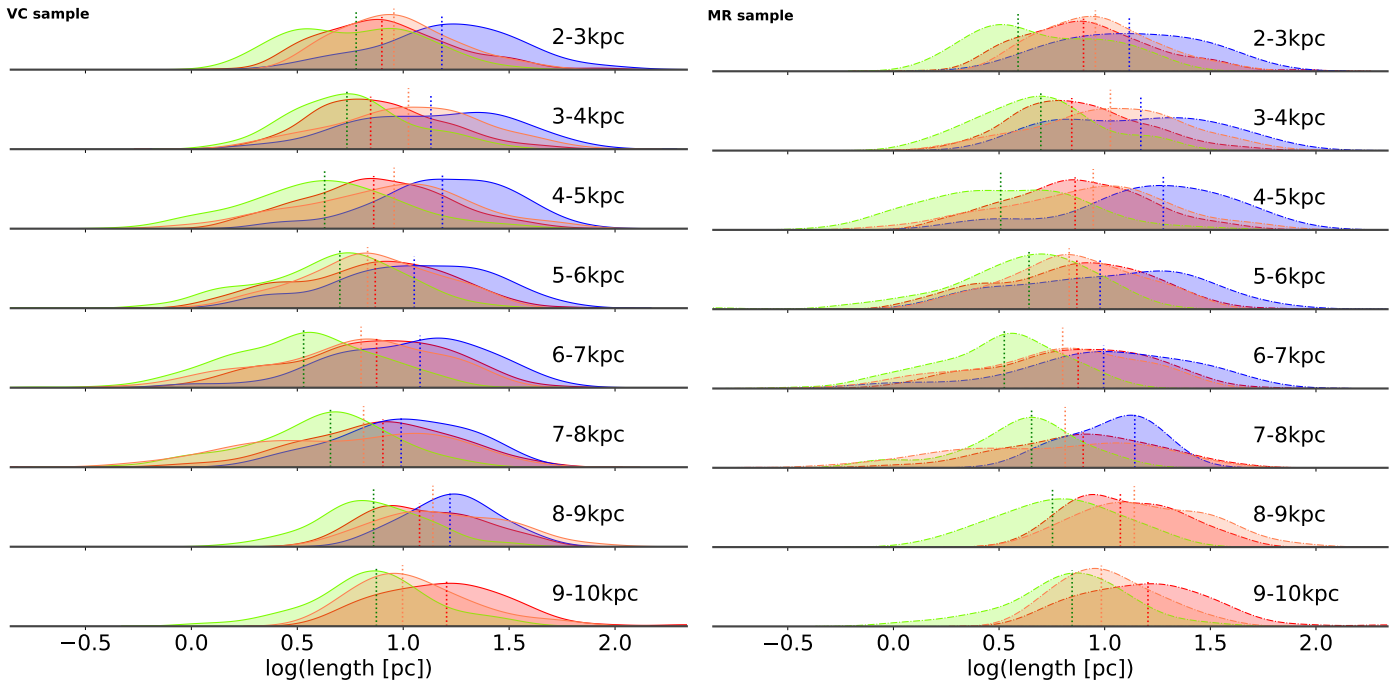 VC sample
2-3kpc
3-4kpc
4-5kpc
5-6kpc
6-7kpc
7-8kpc
8-9kpc
9-10kpc
−0.5 0.0 0.5 1.0 1.5 2.0
log(length [pc])
MR sample
2-3kpc
3-4kpc
4-5kpc
5-6kpc
6-7kpc
7-8kpc
8-9kpc
9-10kpc
−0.5 0.0 0.5 1.0 1.5 2.0
log(length [pc])